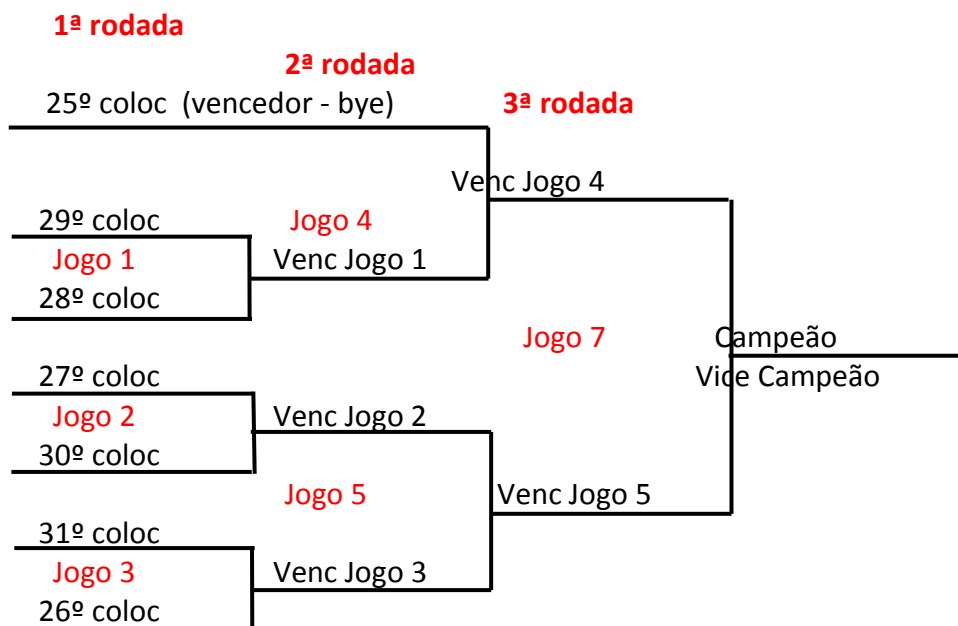 1ª rodada
2ª rodada
25º coloc  (vencedor - bye)
3ª rodada
Venc Jogo 4
29º coloc
Jogo 4
Jogo 1
Venc Jogo 1
28º coloc
Jogo 7
Campeão
27º coloc
Vice Campeão
Jogo 2
Venc Jogo 2
30º coloc
Jogo 5
Venc Jogo 5
31º coloc
Jogo 3
Venc Jogo 3
26º coloc